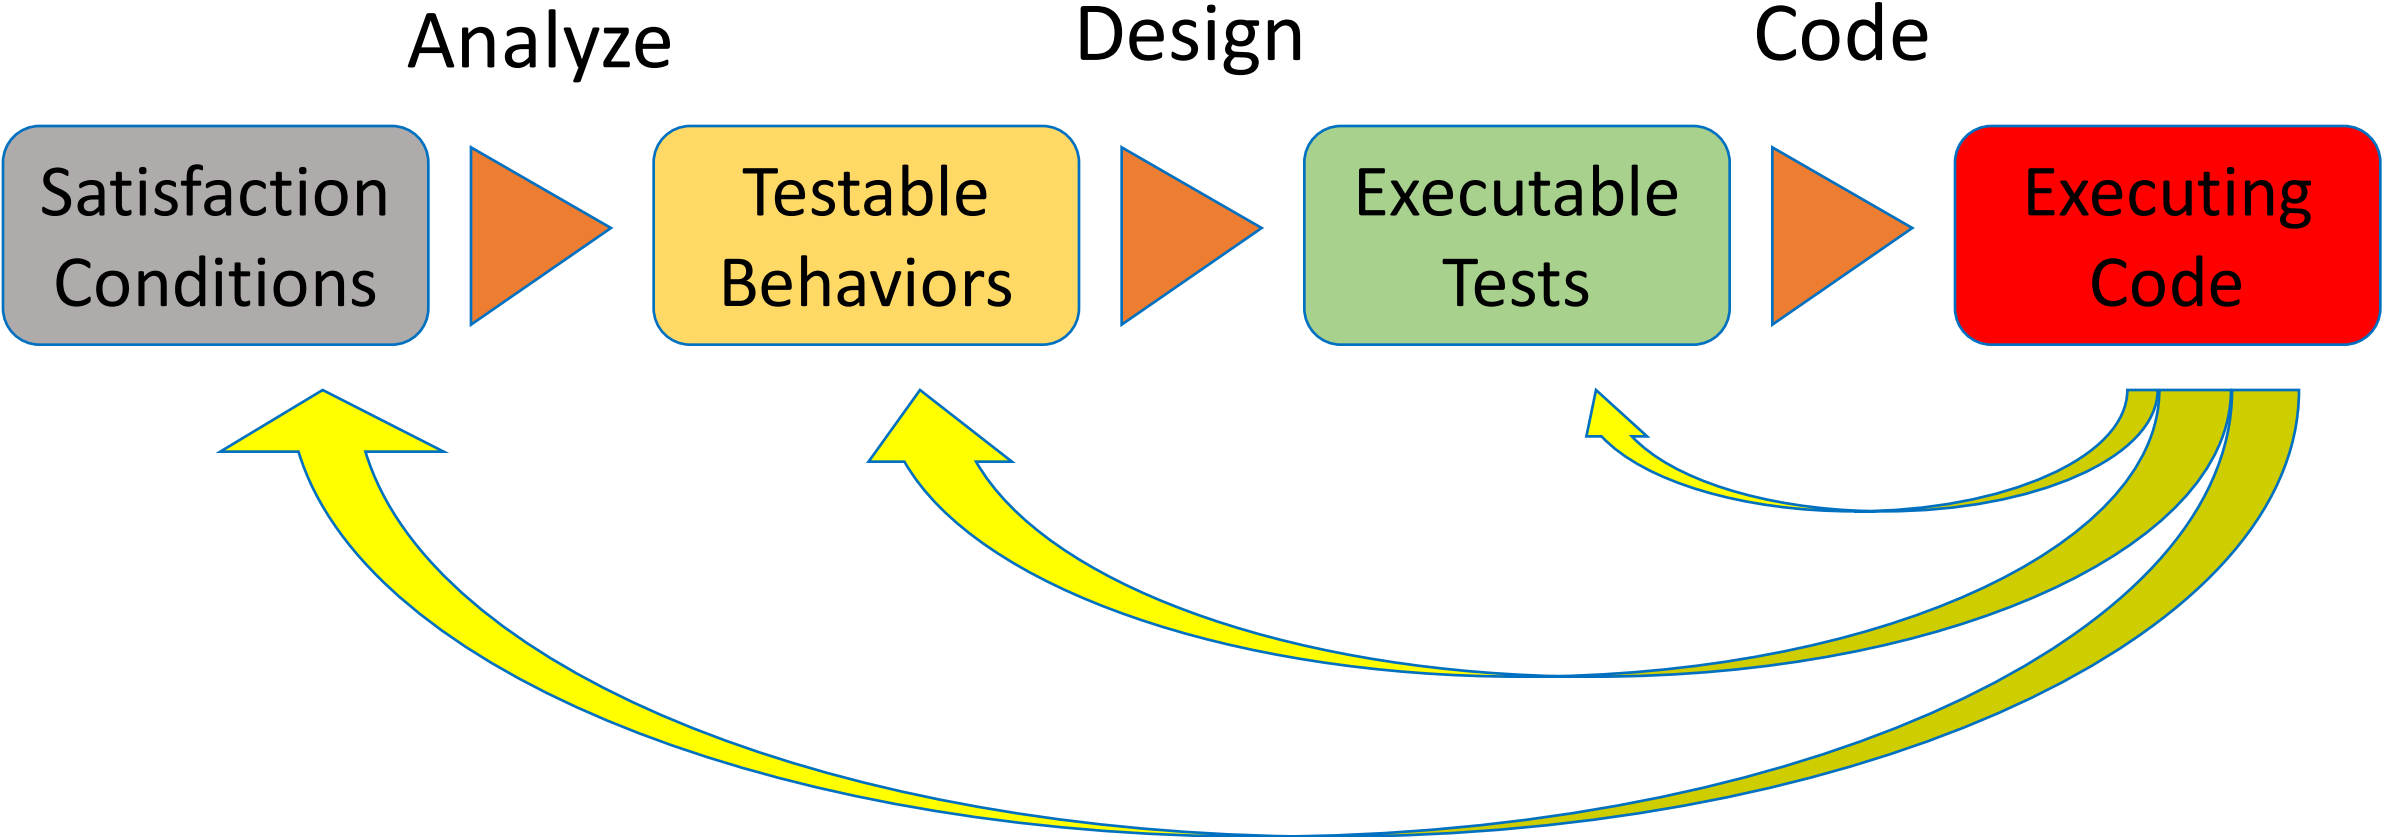 Analyze
Design
Code
Satisfaction
Conditions
Testable
Behaviors
Executable
Tests
Executing
Code